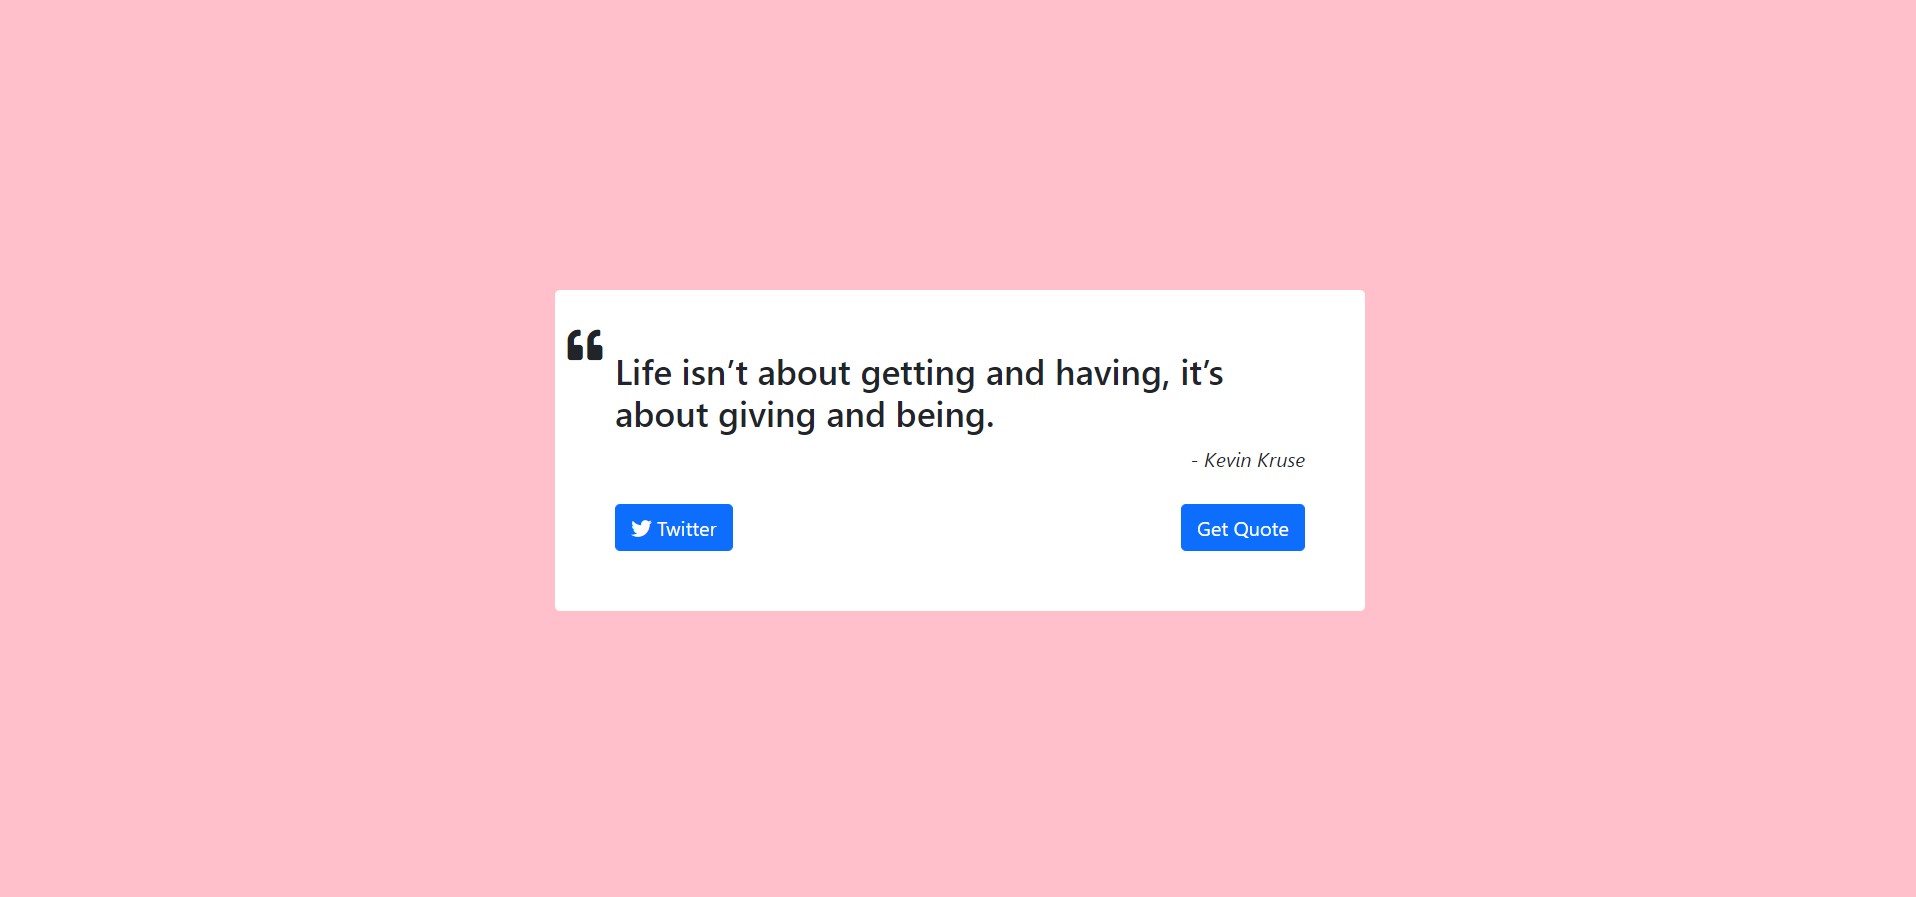 ❝
Life isn’t about getting and having, it’s
about giving and being.
- Kevin Kruse
Twitter
Get Quote